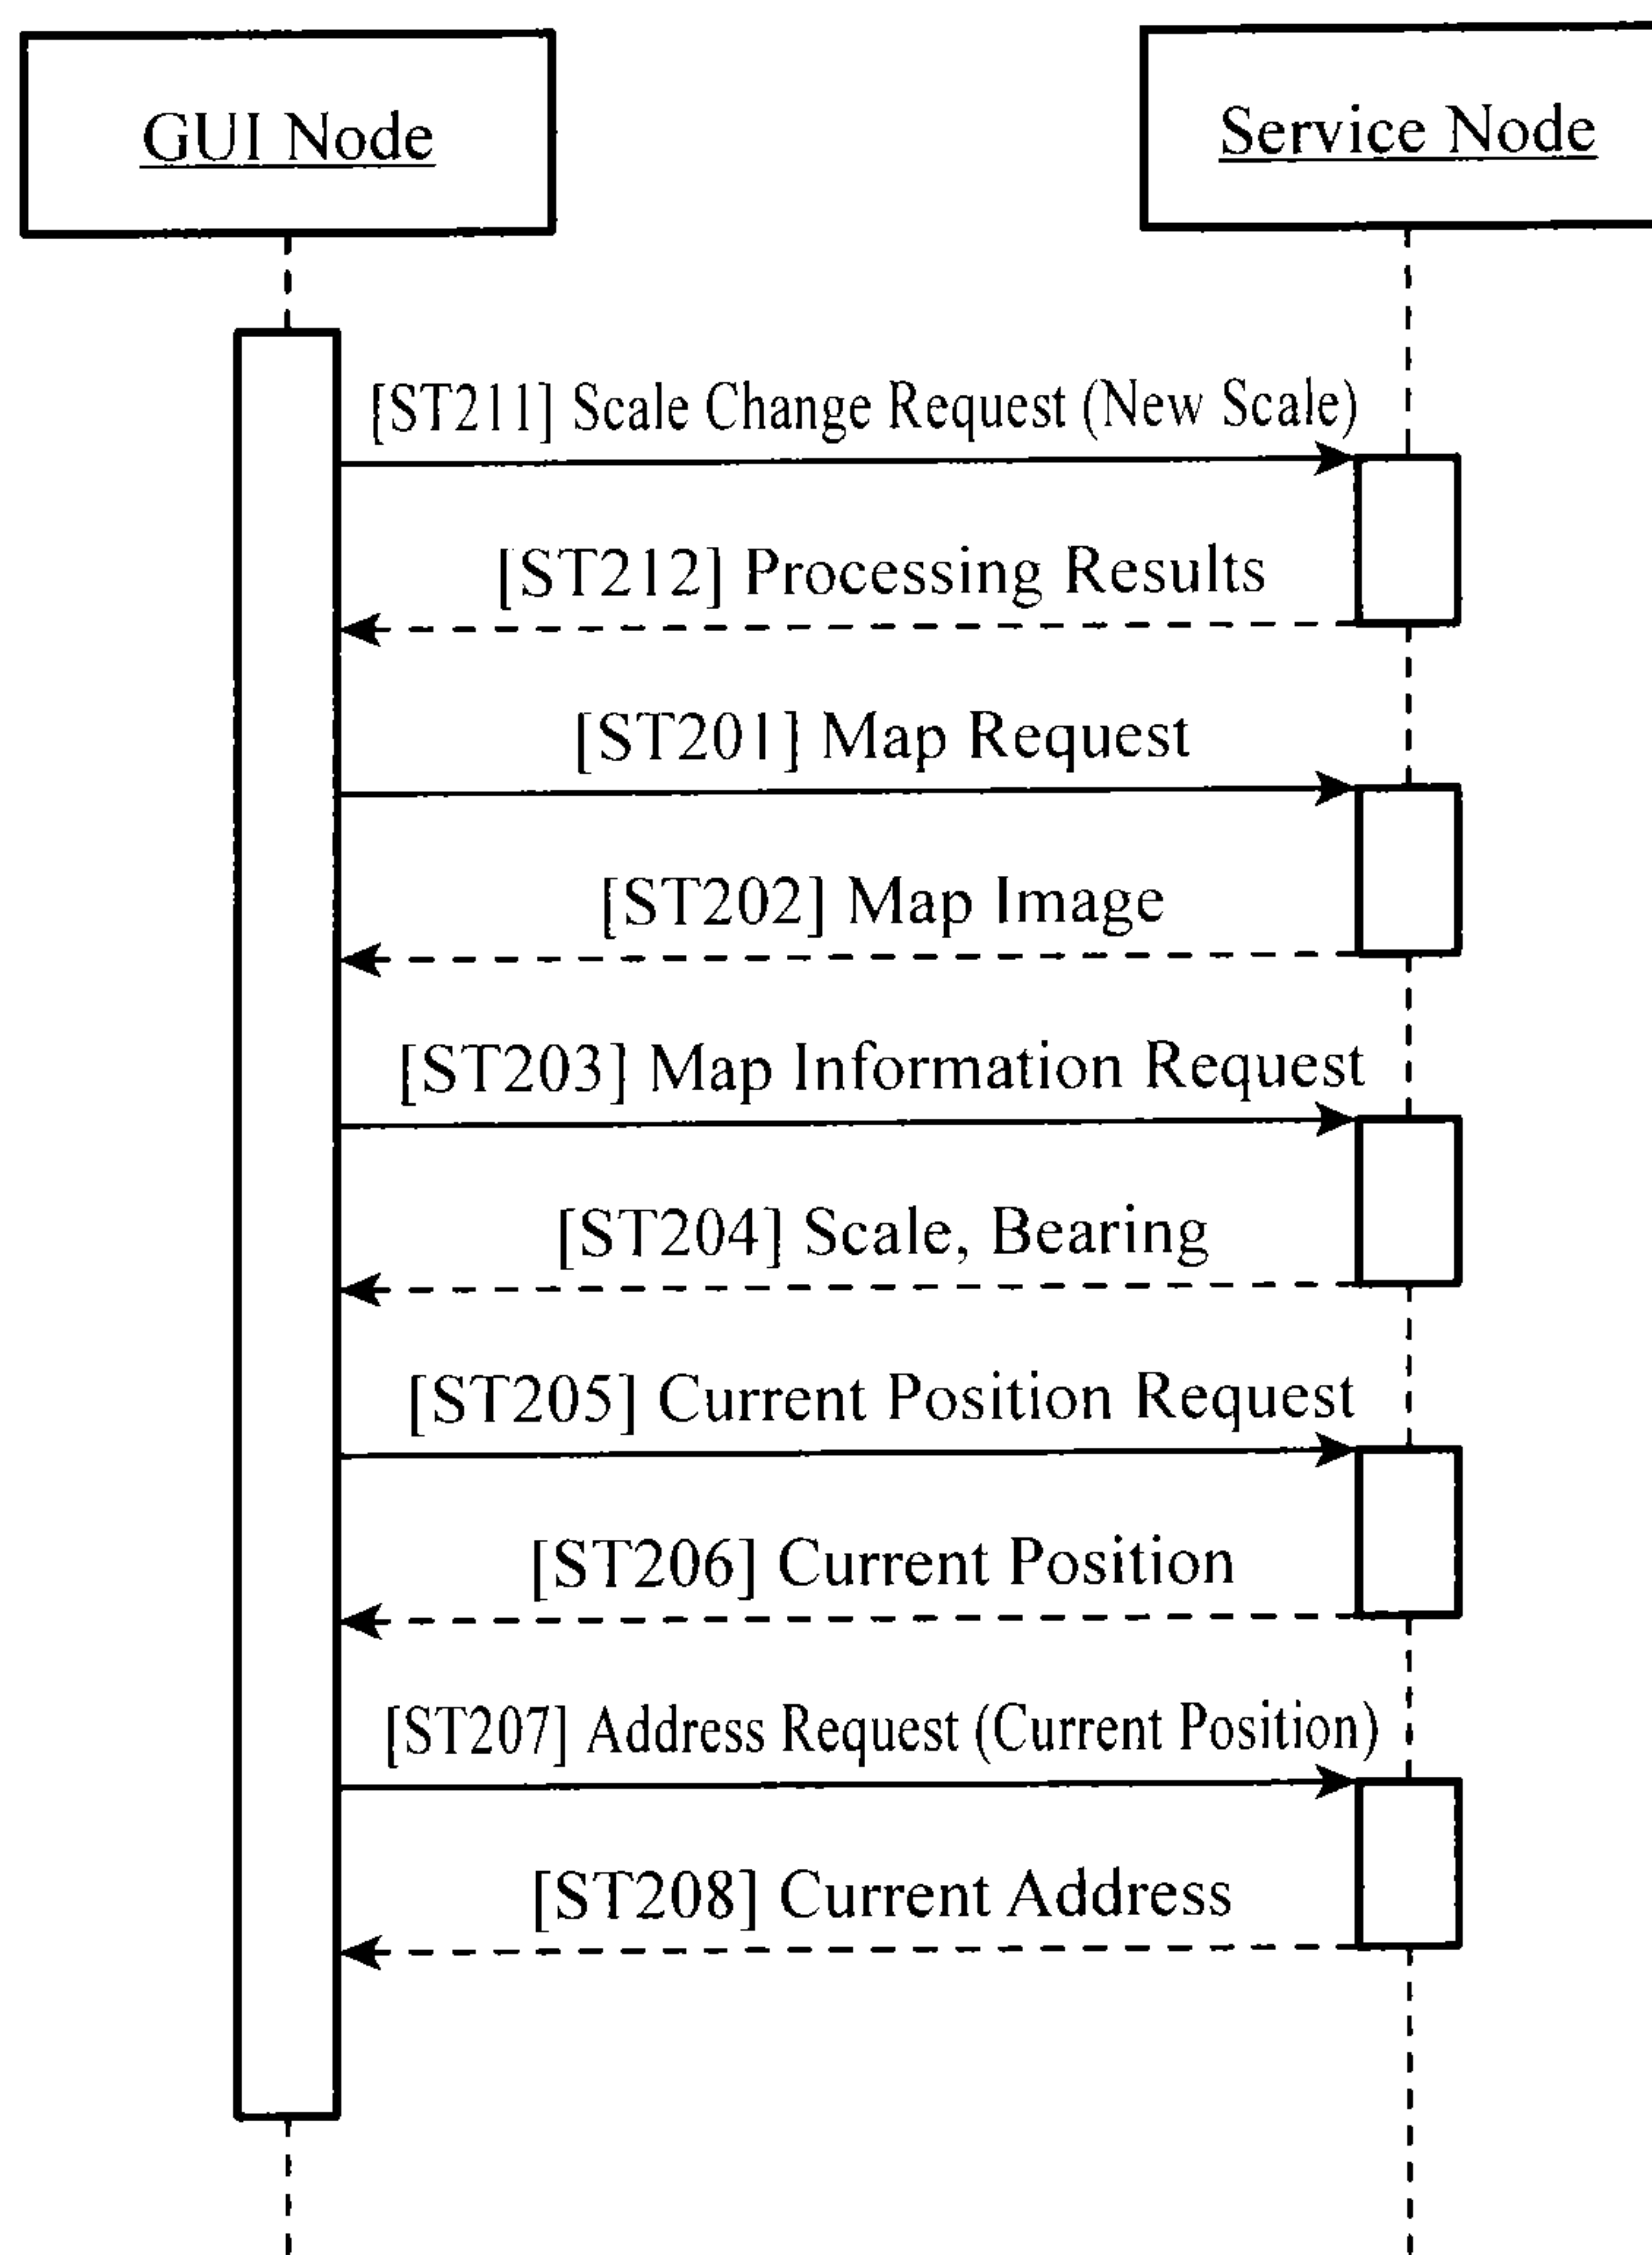 GUI Node
Service Node
[ST211] Scale Change Request (New Scale)
[ST212] Processing Results
[ST201] Map Request
[ST202] Map Image
[ST203] Map Information Request
[ST204] Scale, Bearing
[ST205] Current Position Request
[ST206] Current Position
[ST207] Address Request (Current Position)
[ST208] Current Address